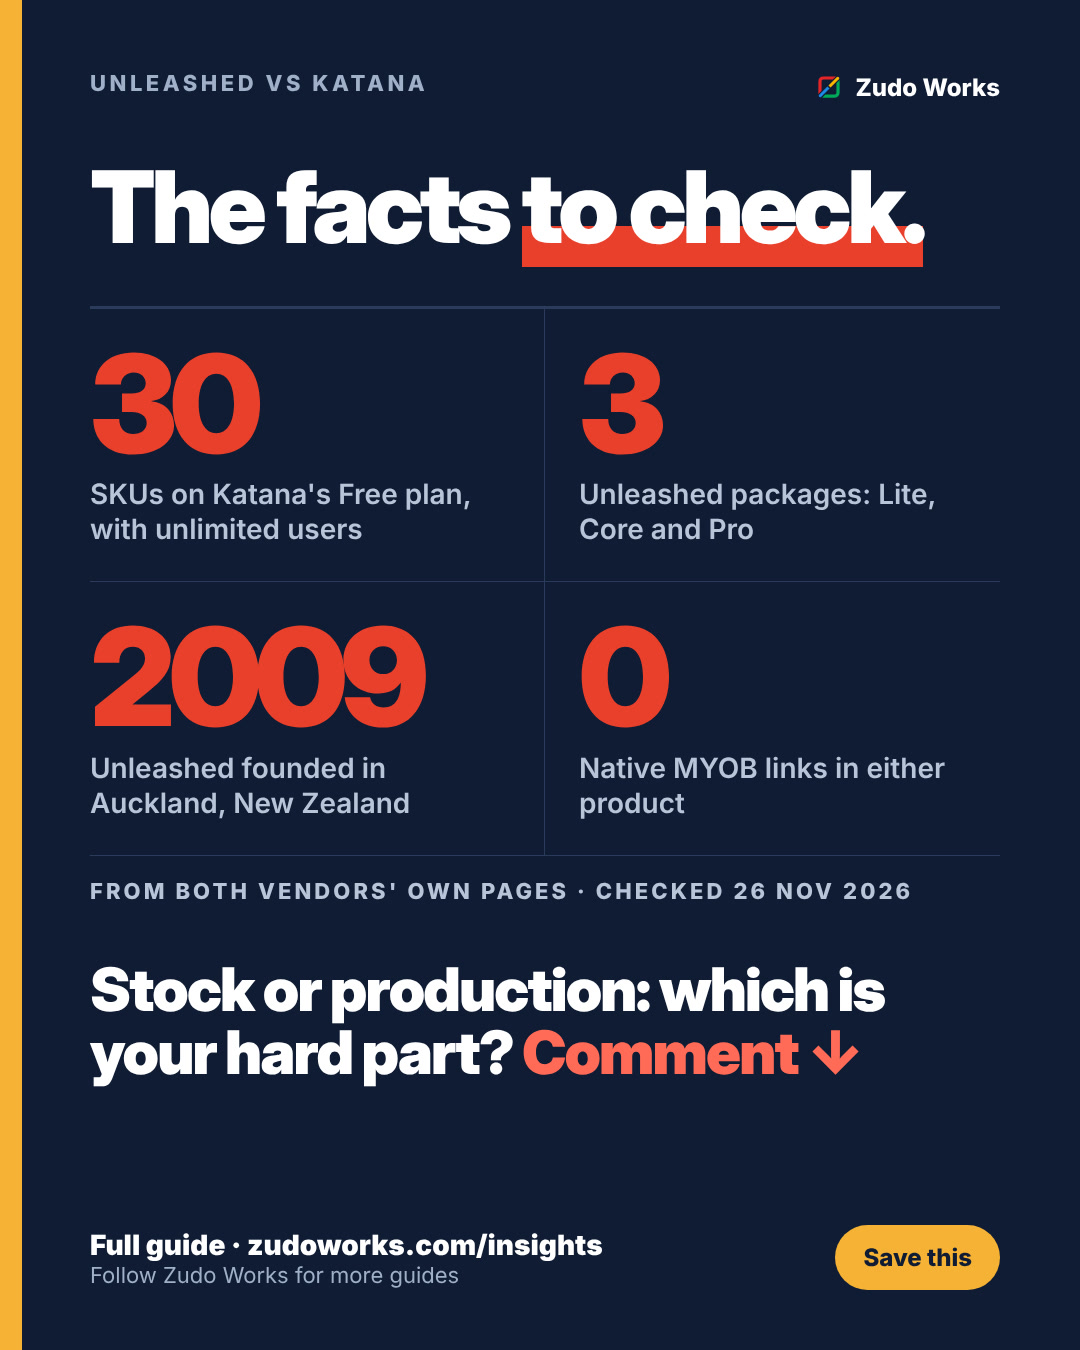 UNLEASHED VS KATANA
Zudo Works
The facts to check.
30
SKUs on Katana's Free plan,
with unlimited users
3
Unleashed packages: Lite,
Core and Pro
2009
Unleashed founded in
Auckland, New Zealand
0
Native MYOB links in either
product
FROM BOTH VENDORS' OWN PAGES · CHECKED 26 NOV 2026
Stock or production: which is
your hard part? Comment ↓
Full guide · zudoworks.com/insights
Follow Zudo Works for more guides
Save this